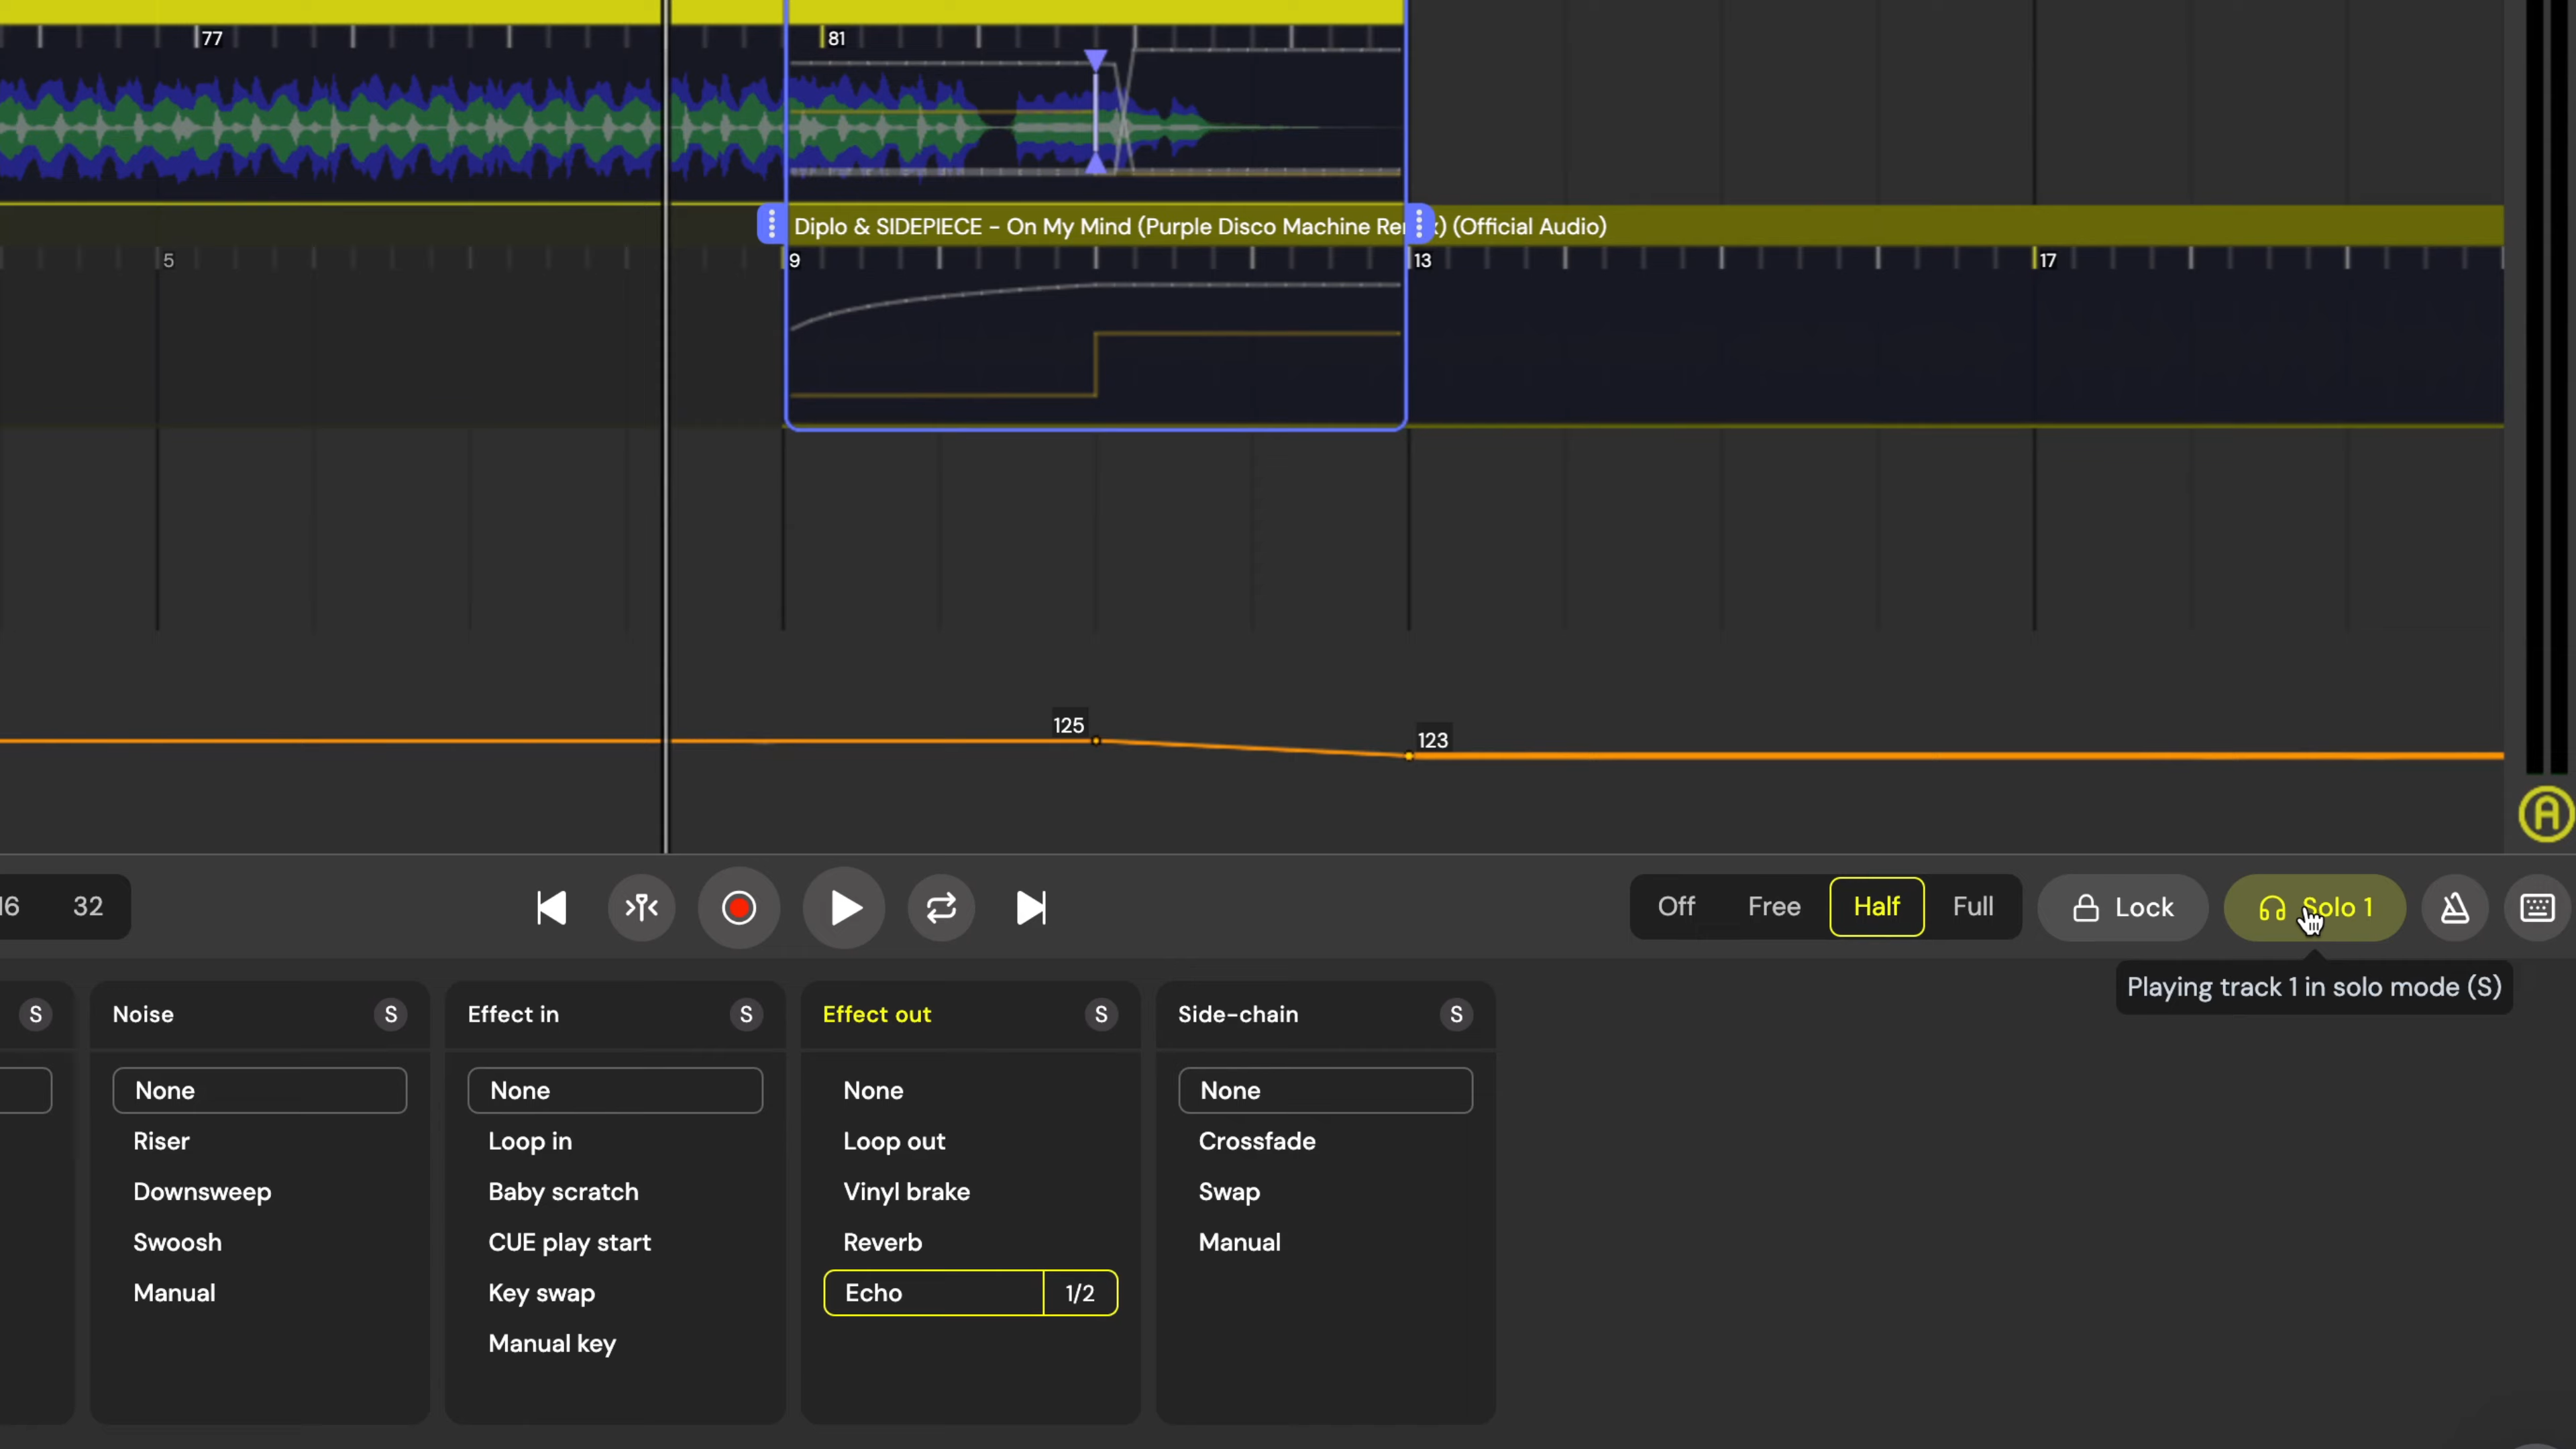 77
81
Diplo & SIDEPIECE - On My Mind (Purple Disco Machine Re ) (Official Audio)
5
9
13
17
125
123
A
32
Off
Free
Half
Full
Lock
Solo 1
Playing track 1 in solo mode (S)
S
Noise
S
None
Riser
Downsweep
Swoosh
Manual
Effect in
S
None
Loop in
Baby scratch
CUE play start
Key swap
Manual key
Effect out
S
None
Loop out
Vinyl brake
Reverb
Echo
1/2
Side-chain
S
None
Crossfade
Swap
Manual